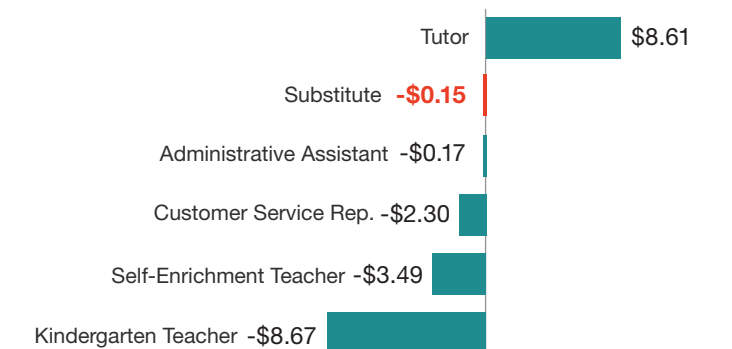 Tutor $8.61
Substitute -$0.15
Administrative Assistant -$0.17
Customer Service Rep. -$2.30
Self-Enrichment Teacher -$3.49
Kindergarten Teacher -$8.67